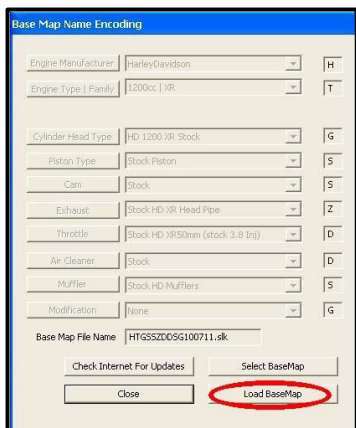 Base Map Name Encoding
Engine Manufacturer HarleyDavidson H
Engine Type | Family 1200cc | XR T
Cylinder Head Type HD 1200 XR Stock G
Piston Type Stock Piston S
Cam Stock S
Exhaust Stock HD XR Head Pipe Z
Throttle Stock HD XR50mm (stock 3.8 Inj) D
Air Cleaner Stock D
Muffler Stock HD Mufflers S
Modification None G
Base Map File Name HTGSSZDDSG100711.slk
Check Internet For Updates Select BaseMap
Close Load BaseMap